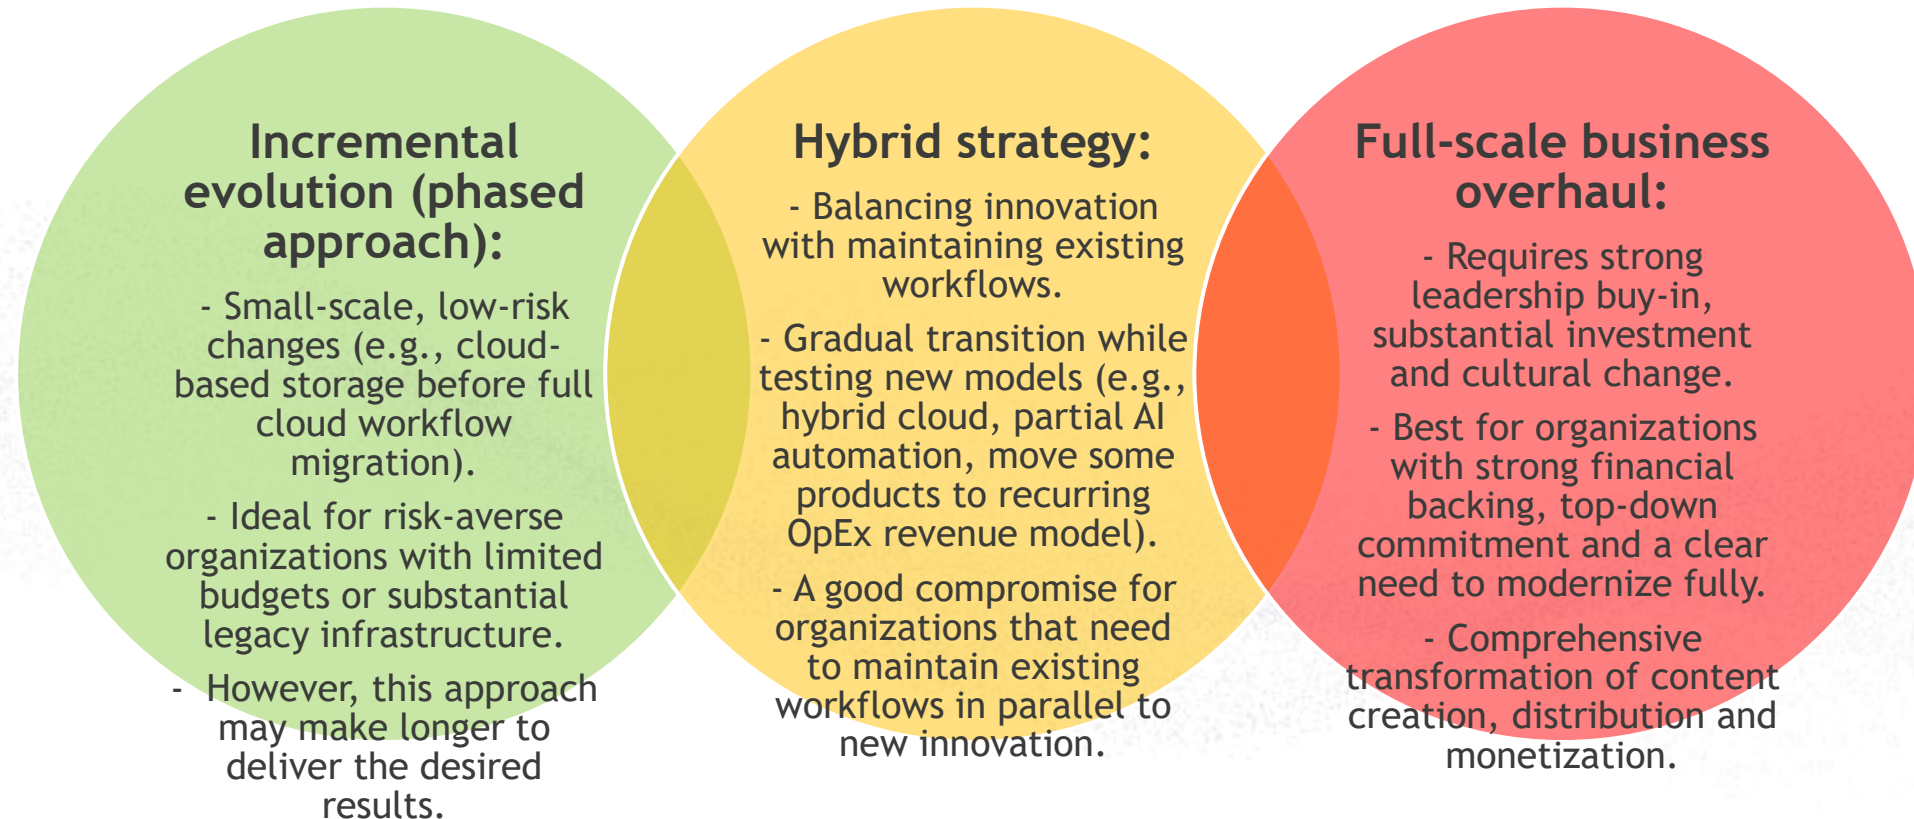 Incremental
evolution (phased
approach):
- Small-scale, low-risk
changes (e.g., cloud-
based storage before full
cloud workflow
migration).
- Ideal for risk-averse
organizations with limited
budgets or substantial
legacy infrastructure.
- However, this approach
may make longer to
deliver the desired
results.
Hybrid strategy:
- Balancing innovation
with maintaining existing
workflows.
- Gradual transition while
testing new models (e.g.,
hybrid cloud, partial AI
automation, move some
products to recurring
OpEx revenue model).
- A good compromise for
organizations that need
to maintain existing
workflows in parallel to
new innovation.
Full-scale business
overhaul:
- Requires strong
leadership buy-in,
substantial investment
and cultural change.
- Best for organizations
with strong financial
backing, top-down
commitment and a clear
need to modernize fully.
- Comprehensive
transformation of content
creation, distribution and
monetization.